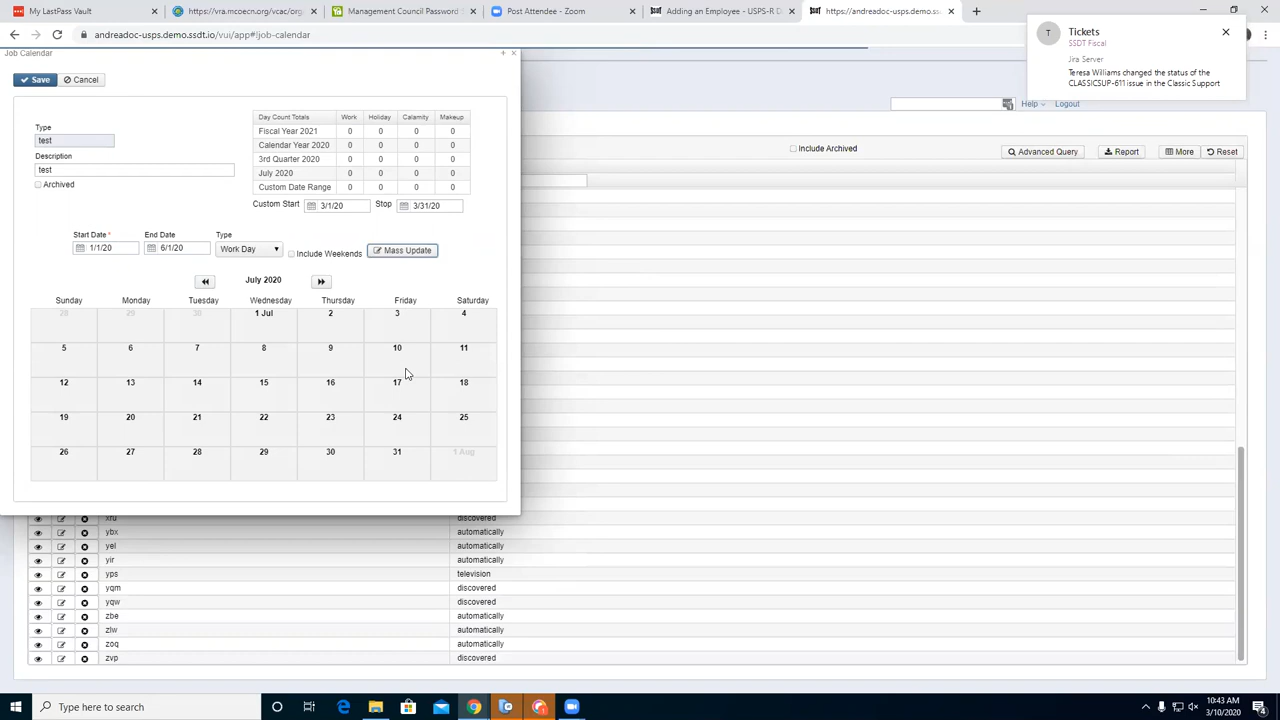 My LastPass Vault
https://vra.mcoecn.org/vcac/org/
Management Council Password S
Post Attendee - Zoom
Adding an Employee - USPS-R D
https://andreadoc-usps.demo.ssdt.io
andreadoc-usps.demo.ssdt.io/vui/app#!job-calendar
T
Tickets
SSDT Fiscal
Jira Server
Teresa Williams changed the status of the
CLASSICSUP-611 issue in the Classic Support
Help
Logout
Job Calendar
Save
Cancel
Include Archived
Advanced Query
Report
More
Reset
Type
test
Description
test
Archived
Day Count Totals Work Holiday Calamity Makeup
Fiscal Year 2021 0 0 0 0
Calendar Year 2020 0 0 0 0
3rd Quarter 2020 0 0 0 0
July 2020 0 0 0 0
Custom Date Range 0 0 0 0
Custom Start 3/1/20 Stop 3/31/20
Start Date * End Date Type
1/1/20 6/1/20 Work Day Include Weekends Mass Update
July 2020
Sunday Monday Tuesday Wednesday Thursday Friday Saturday
28 29 30 1 Jul 2 3 4
5 6 7 8 9 10 11
12 13 14 15 16 17 18
19 20 21 22 23 24 25
26 27 28 29 30 31 1 Aug
xru discovered
ybx automatically
yel automatically
yir automatically
yps television
yqm discovered
yqw discovered
zbe automatically
zlw automatically
zoq automatically
zvp discovered
Type here to search
10:43 AM
3/10/2020
4